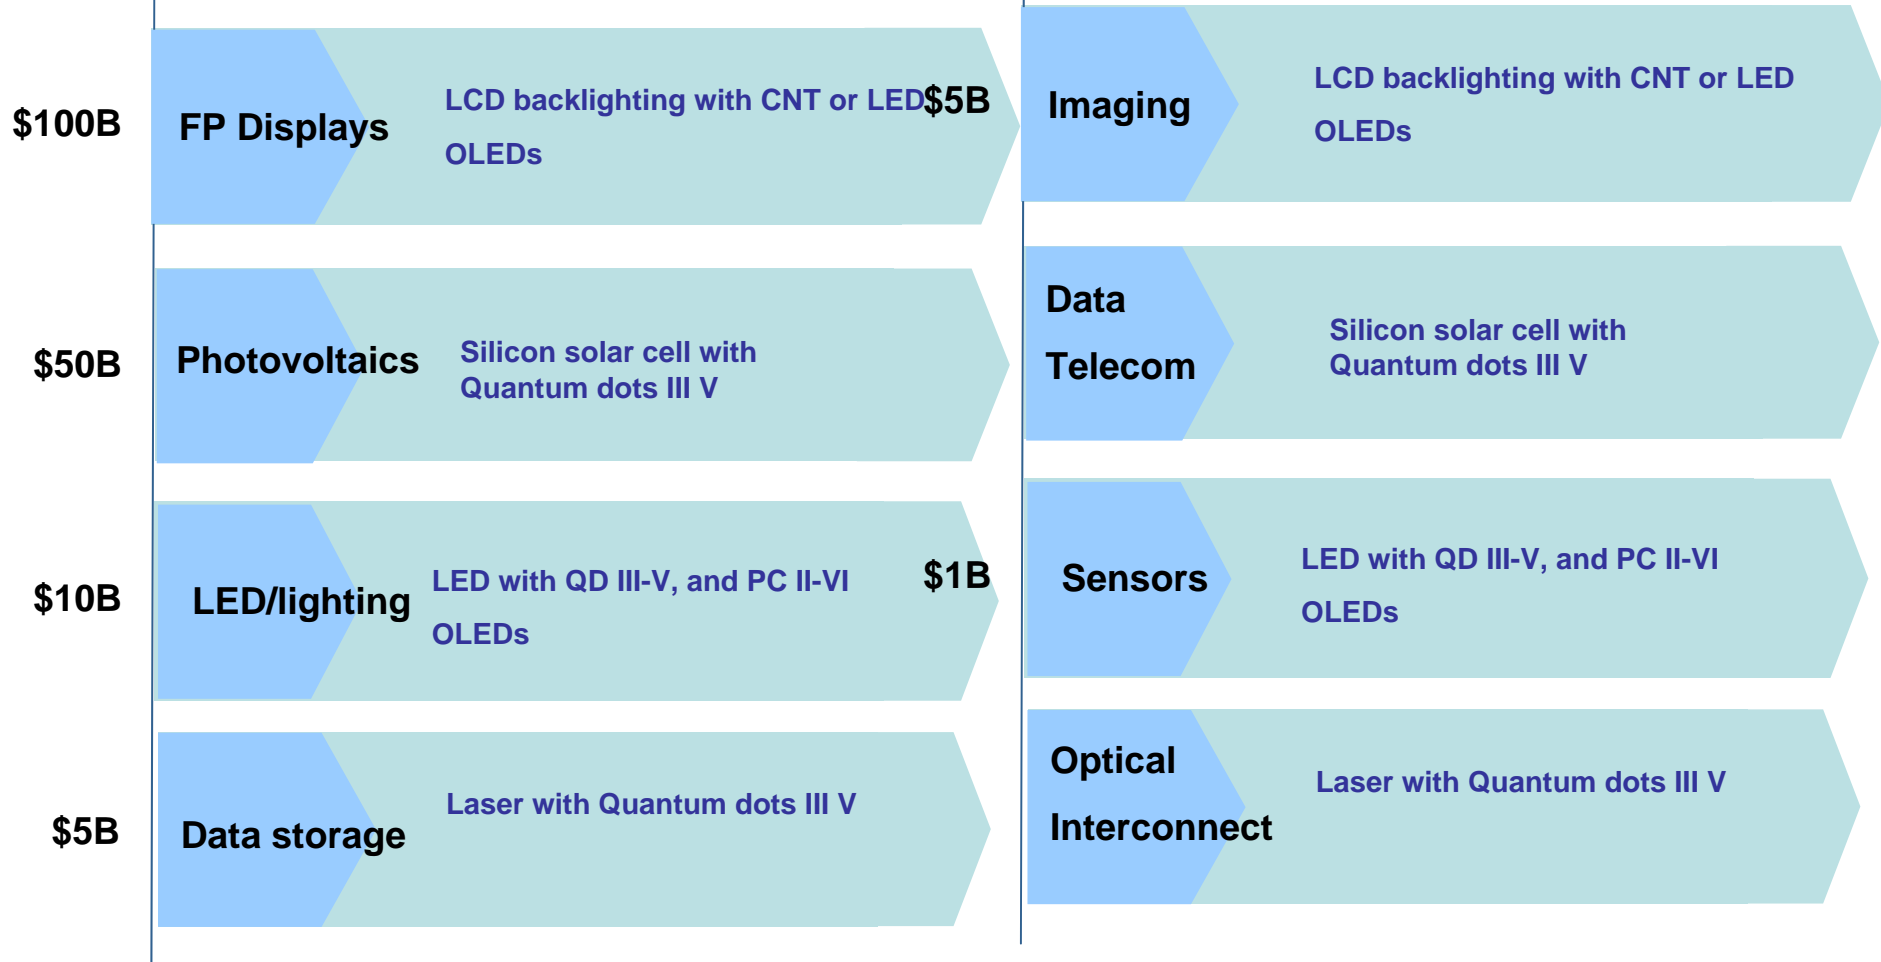 $100B
FP Displays
LCD backlighting with CNT or LED
OLEDs
$50B
Photovoltaics
Silicon solar cell with
Quantum dots III V
$10B
LED/lighting
LED with QD III-V, and PC II-VI
OLEDs
$5B
Data storage
Laser with Quantum dots III V
$5B
Imaging
LCD backlighting with CNT or LED
OLEDs
Data
Telecom
Silicon solar cell with
Quantum dots III V
$1B
Sensors
LED with QD III-V, and PC II-VI
OLEDs
Optical
Interconnect
Laser with Quantum dots III V